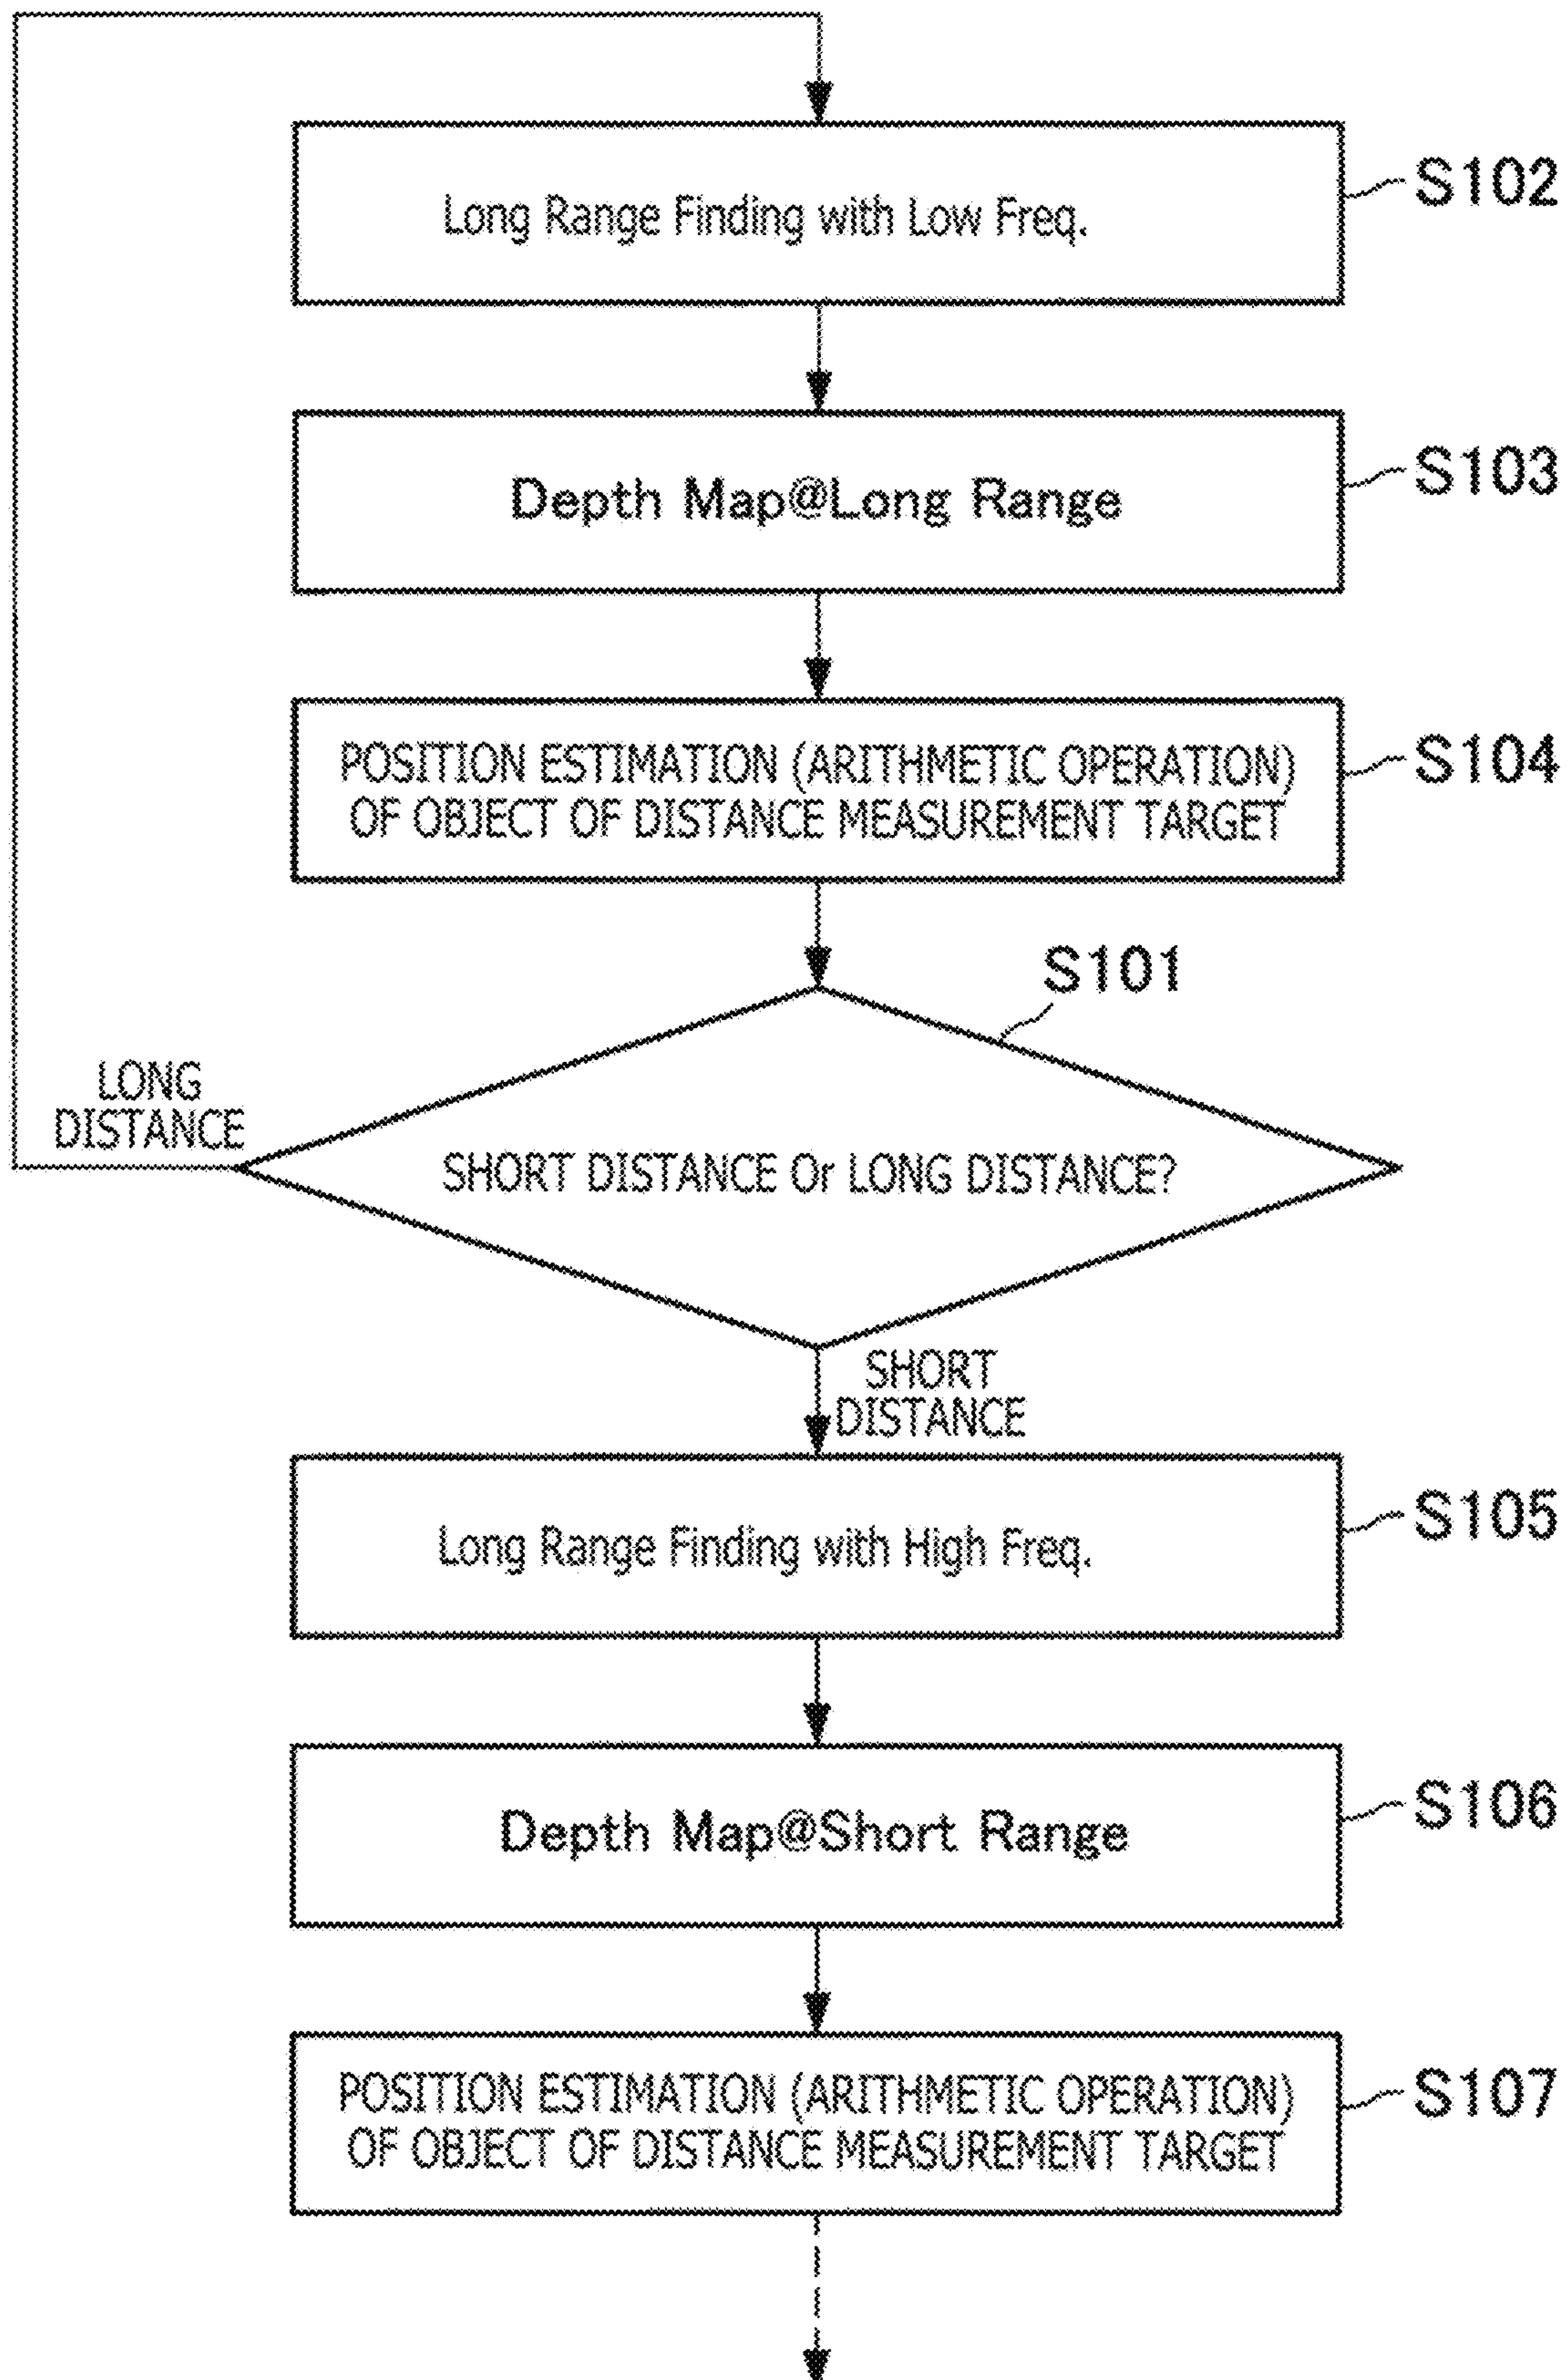 Long Range Finding with Low Freq.
S102
Depth Map@Long Range
S103
POSITION ESTIMATION (ARITHMETIC OPERATION)
OF OBJECT OF DISTANCE MEASUREMENT TARGET
S104
S101
LONG
DISTANCE
SHORT DISTANCE Or LONG DISTANCE?
SHORT
DISTANCE
Long Range Finding with High Freq.
S105
Depth Map@Short Range
S106
POSITION ESTIMATION (ARITHMETIC OPERATION)
OF OBJECT OF DISTANCE MEASUREMENT TARGET
S107